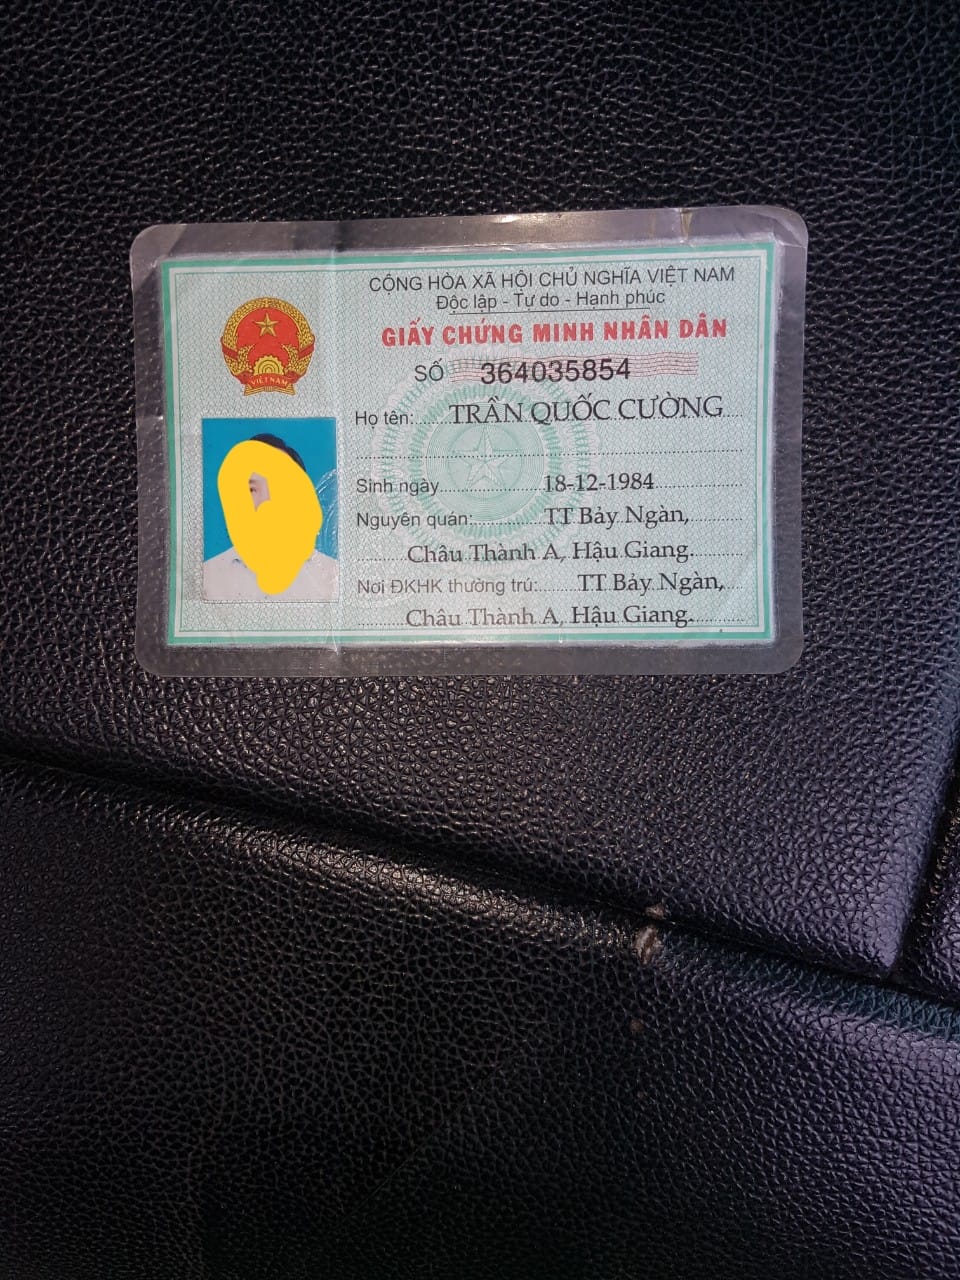 CỘNG HÒA XÃ HỘI CHỦ NGHĨA VIỆT NAM
Độc lập - Tự do - Hạnh phúc
GIẤY CHỨNG MINH NHÂN DÂN
SỐ 364035854
VIỆT NAM
Họ tên: TRẦN QUỐC CƯỜNG
Sinh ngày 18-12-1984
Nguyên quán: TT Bảy Ngàn,
Châu Thành A, Hậu Giang.
Nơi ĐKHK thường trú: TT Bảy Ngàn,
Châu Thành A, Hậu Giang.